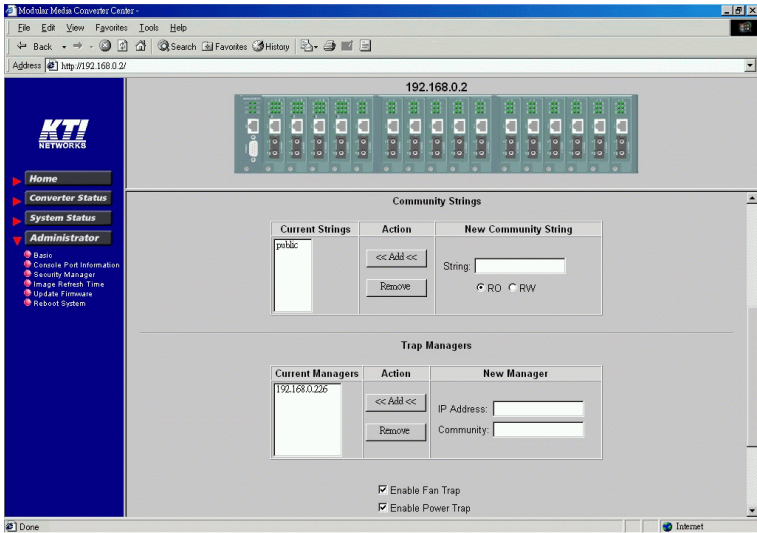 Modular Media Converter Center -
File Edit View Favorites Tools Help
Back Search Favorites History
Address http://192.168.0.2/
192.168.0.2
KTI
NETWORKS
Home
Converter Status
System Status
Administrator
Basic
Console Port Information
Security Manager
Image Refresh Time
Update Firmware
Reboot System
Community Strings
Current Strings Action New Community String
public
<< Add <<
String:
Remove
RO RW
Trap Managers
Current Managers Action New Manager
192.168.0.226
<< Add <<
IP Address:
Remove
Community:
Enable Fan Trap
Enable Power Trap
Done Internet